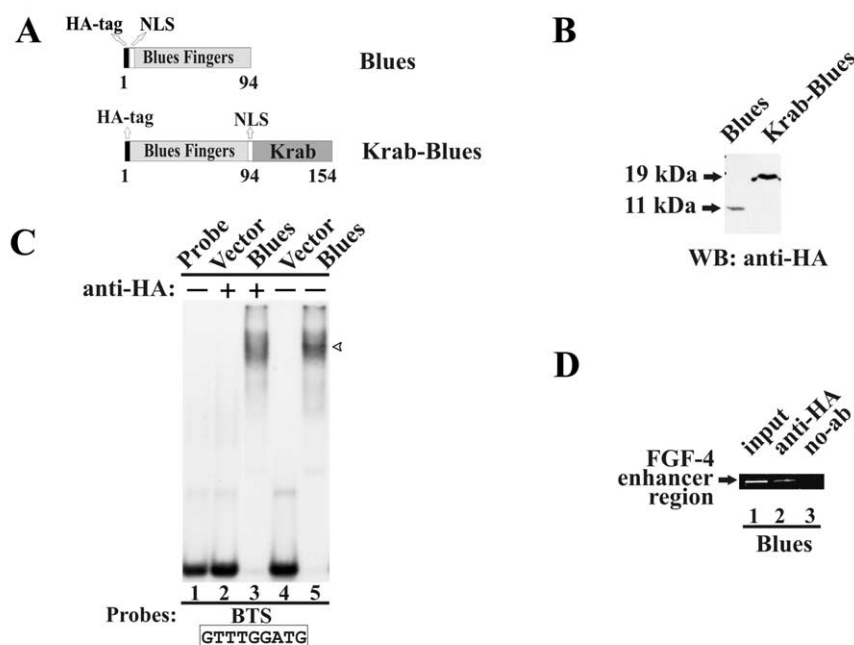 A
HA-tag NLS
Blues Fingers
1 94
Blues
HA-tag NLS
Blues Fingers Krab
1 94 154
Krab-Blues
B
Blues Krab-Blues
19 kDa
11 kDa
WB: anti-HA
C
Probe Vector Blues Vector Blues
anti-HA: − + + − −
1 2 3 4 5
Probes: BTS
GTTTGGATG
D
input anti-HA no-ab
FGF-4
enhancer
region
1 2 3
Blues